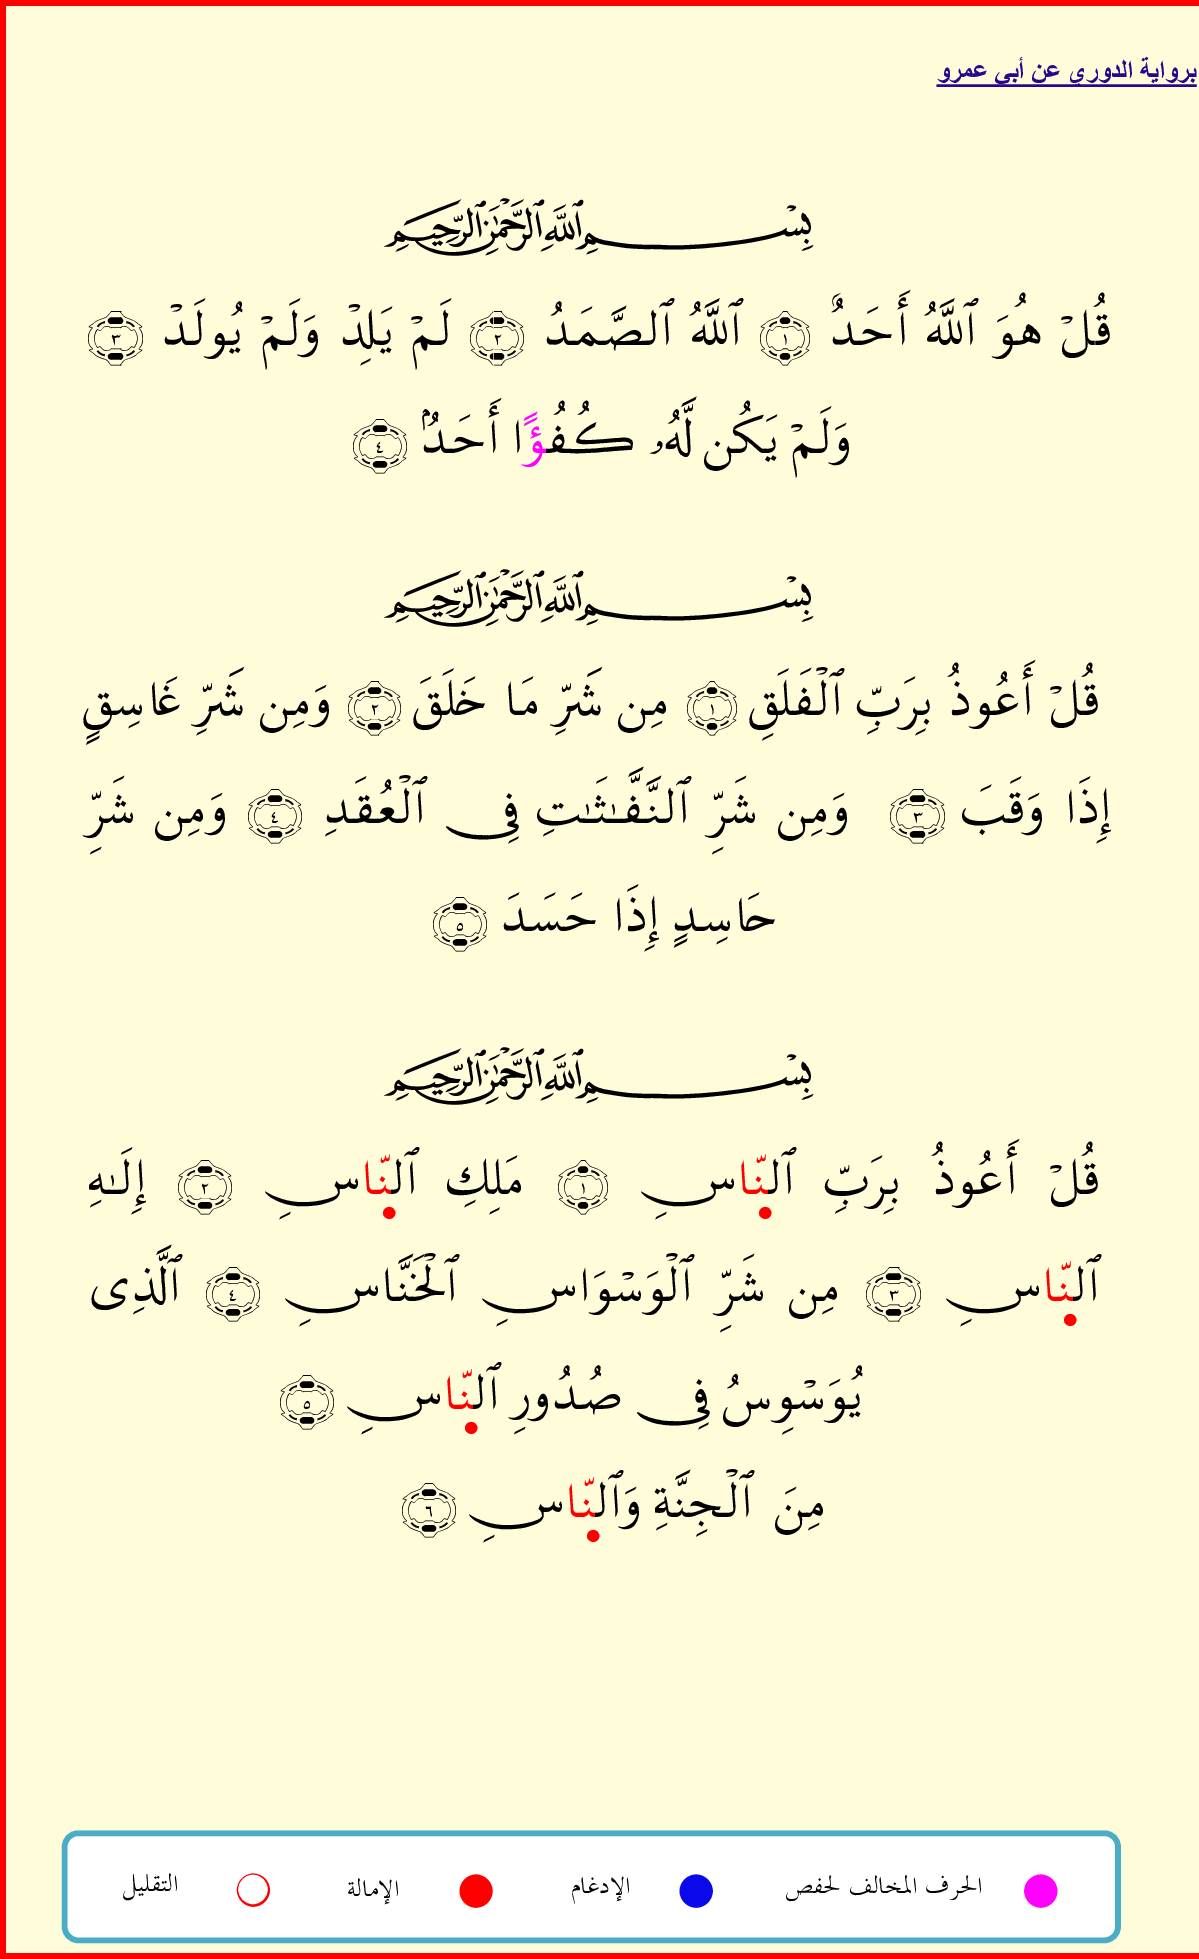 برواية الدوري عن أبي عمرو
بِسْمِ ٱللَّهِ ٱلرَّحْمَٰنِ ٱلرَّحِيمِ
قُلْ هُوَ ٱللَّهُ أَحَدٌ ١ ٱللَّهُ ٱلصَّمَدُ ٢ لَمْ يَلِدْ وَلَمْ يُولَدْ ٣
وَلَمْ يَكُن لَّهُۥ كُفُؤًا أَحَدُۢ ٤
بِسْمِ ٱللَّهِ ٱلرَّحْمَٰنِ ٱلرَّحِيمِ
قُلْ أَعُوذُ بِرَبِّ ٱلْفَلَقِ ١ مِن شَرِّ مَا خَلَقَ ٢ وَمِن شَرِّ غَاسِقٍ
إِذَا وَقَبَ ٣ وَمِن شَرِّ ٱلنَّفَّٰثَٰتِ فِى ٱلْعُقَدِ ٤ وَمِن شَرِّ
حَاسِدٍ إِذَا حَسَدَ ٥
بِسْمِ ٱللَّهِ ٱلرَّحْمَٰنِ ٱلرَّحِيمِ
قُلْ أَعُوذُ بِرَبِّ ٱلنّاسِ ١ مَلِكِ ٱلنّاسِ ٢ إِلَٰهِ
ٱلنّاسِ ٣ مِن شَرِّ ٱلْوَسْوَاسِ ٱلْخَنَّاسِ ٤ ٱلَّذِى
يُوَسْوِسُ فِى صُدُورِ ٱلنّاسِ ٥
مِنَ ٱلْجِنَّةِ وَٱلنّاسِ ٦
الحرف المخالف لحفص الإدغام الإمالة التقليل